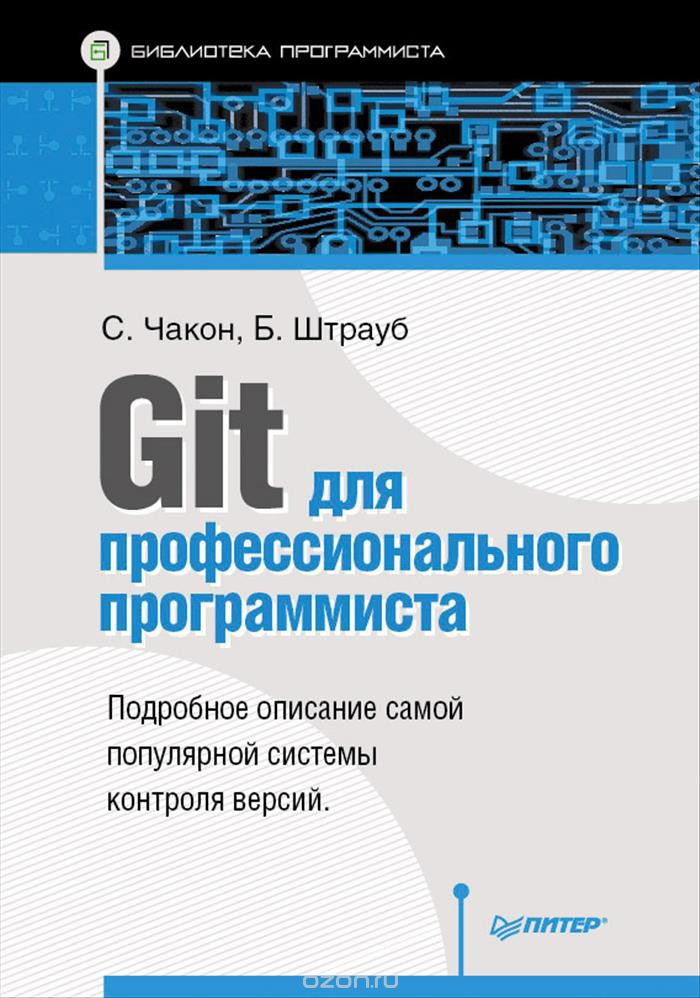 БИБЛИОТЕКА ПРОГРАММИСТА
С. Чакон, Б. Штрауб
Git для
профессионального
программиста
Подробное описание самой
популярной системы
контроля версий.
ПИТЕР®
ozon.ru